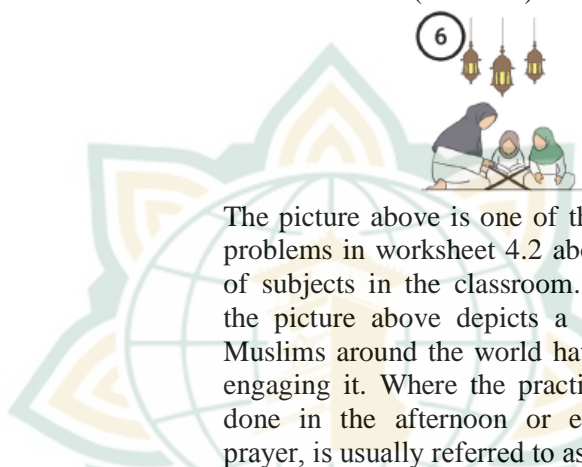 6
The picture above is one of th
problems in worksheet 4.2 abo
of subjects in the classroom.
the picture above depicts a
Muslims around the world hav
engaging it. Where the practi
done in the afternoon or e
prayer, is usually referred to as